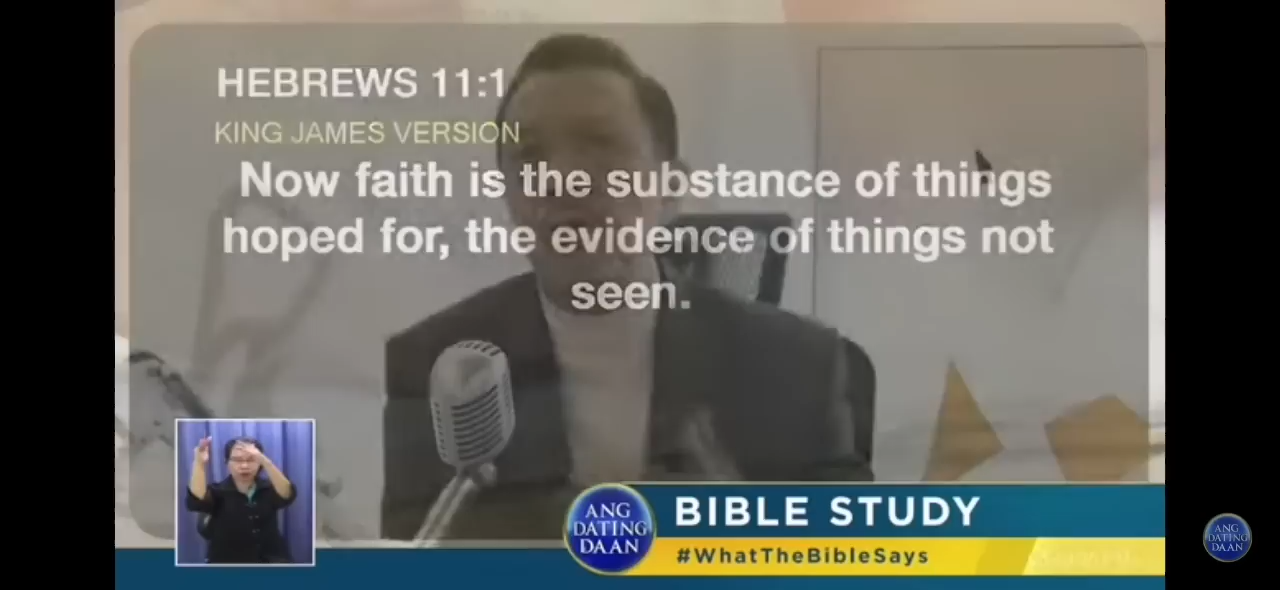 HEBREWS 11:1
KING JAMES VERSION
Now faith is the substance of things
hoped for, the evidence of things not
seen.
ANG
DATING
DAAN
BIBLE STUDY
#WhatTheBibleSays
ANG
DATING
DAAN